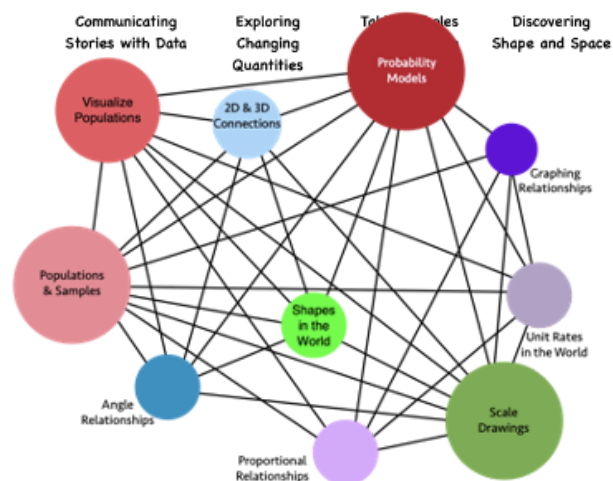 Communicating
Stories with Data
Exploring
Changing
Quantities
Discovering
Shape and Space
Probability
Models
Visualize
Populations
2D & 3D
Connections
Graphing
Relationships
Populations
& Samples
Shapes
in the
World
Unit Rates
in the World
Angle
Relationships
Scale
Drawings
Proportional
Relationships